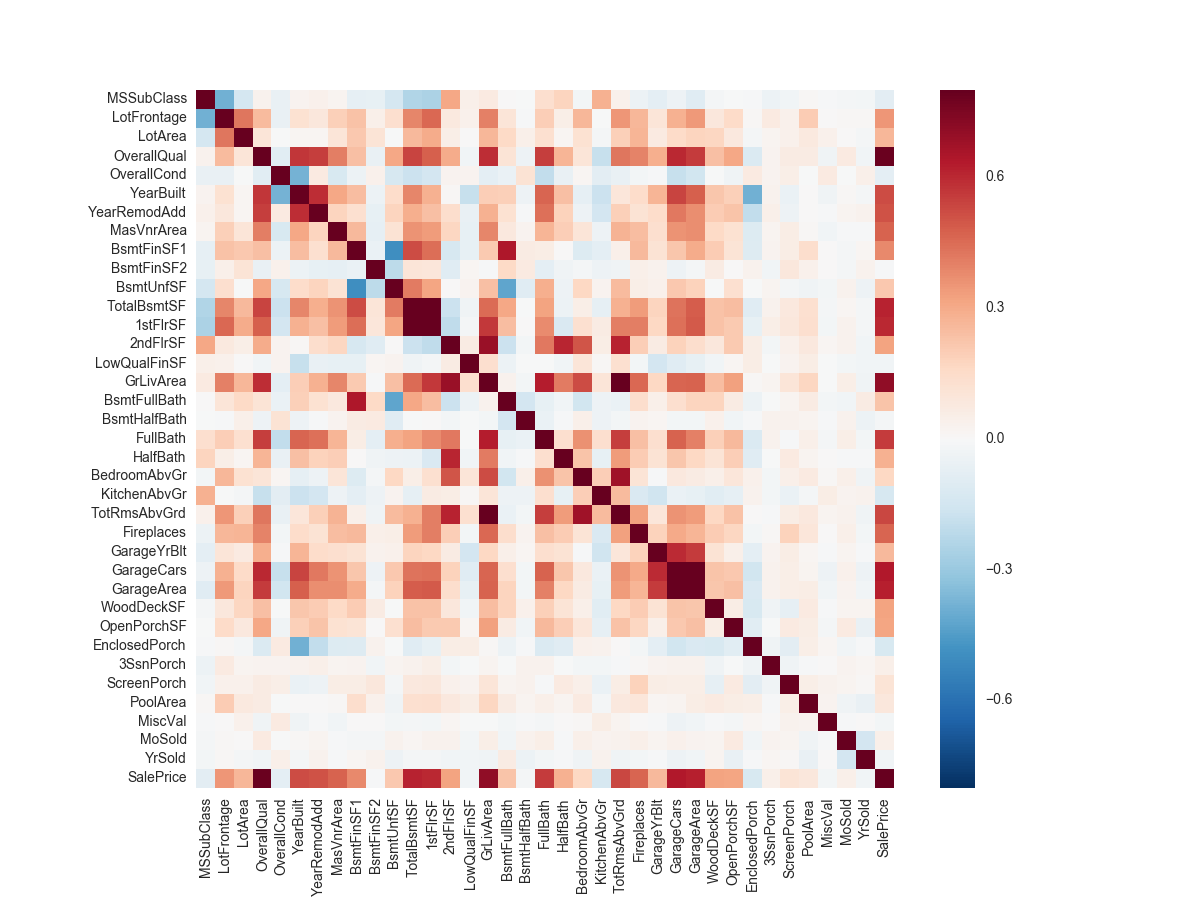 MSSubClass
LotFrontage
LotArea
OverallQual
OverallCond
YearBuilt
YearRemodAdd
MasVnrArea
BsmtFinSF1
BsmtFinSF2
BsmtUnfSF
TotalBsmtSF
1stFlrSF
2ndFlrSF
LowQualFinSF
GrLivArea
BsmtFullBath
BsmtHalfBath
FullBath
HalfBath
BedroomAbvGr
KitchenAbvGr
TotRmsAbvGrd
Fireplaces
GarageYrBlt
GarageCars
GarageArea
WoodDeckSF
OpenPorchSF
EnclosedPorch
3SsnPorch
ScreenPorch
PoolArea
MiscVal
MoSold
YrSold
SalePrice
MSSubClass
LotFrontage
LotArea
OverallQual
OverallCond
YearBuilt
YearRemodAdd
MasVnrArea
BsmtFinSF1
BsmtFinSF2
BsmtUnfSF
TotalBsmtSF
1stFlrSF
2ndFlrSF
LowQualFinSF
GrLivArea
BsmtFullBath
BsmtHalfBath
FullBath
HalfBath
BedroomAbvGr
KitchenAbvGr
TotRmsAbvGrd
Fireplaces
GarageYrBlt
GarageCars
GarageArea
WoodDeckSF
OpenPorchSF
EnclosedPorch
3SsnPorch
ScreenPorch
PoolArea
MiscVal
MoSold
YrSold
SalePrice
0.6
0.3
0.0
−0.3
−0.6